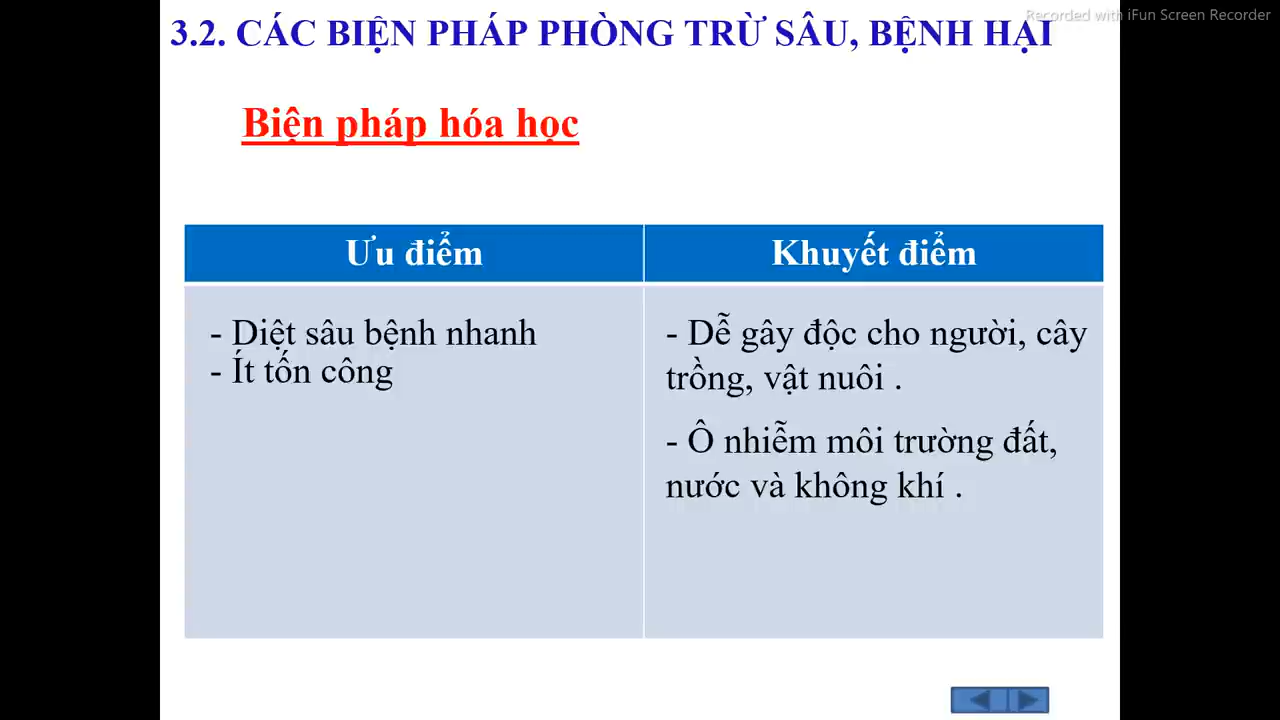 Recorded with iFun Screen Recorder
3.2. CÁC BIỆN PHÁP PHÒNG TRỪ SÂU, BỆNH HẠI
Biện pháp hóa học
Ưu điểm
Khuyết điểm
- Diệt sâu bệnh nhanh
- Ít tốn công
- Dễ gây độc cho người, cây
trồng, vật nuôi .
- Ô nhiễm môi trường đất,
nước và không khí .